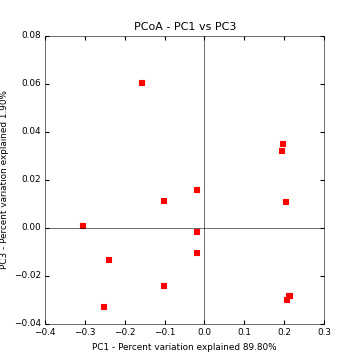 PCoA - PC1 vs PC3
0.08
0.06
0.04
0.02
0.00
−0.02
−0.04
PC3 - Percent variation explained 1.90%
−0.4 −0.3 −0.2 −0.1 0.0 0.1 0.2 0.3
PC1 - Percent variation explained 89.80%